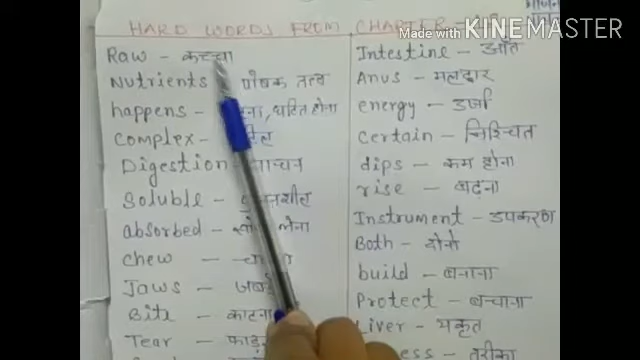 Made with KINEMASTER
HARD WORDS FROM CHAPTER -
Raw - कच्चा
Nutrients पोषक तत्व
happens - घटित होना
Complex -
Digestion - पाचन
Soluble -
absorbed - लेना
Chew -
Jaws -
Bite - काटना
Tear -
Intestine - आँत
Anus - मलद्वार
energy - उर्जा
Certain - निश्चित
dips - कम होना
rise - बढ़ना
Instrument - उपकरण
Both - दोनो
build - बनाना
Protect - बचाना
Liver - यकृत
तरीका